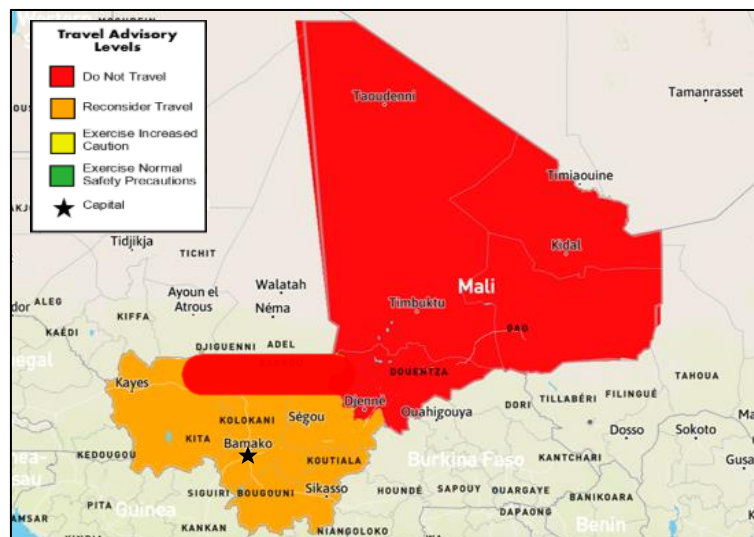 Travel Advisory
Levels
Do Not Travel
Reconsider Travel
Exercise Increased
Caution
Exercise Normal
Safety Precautions
Capital
Taoudenni
Tamanrasset
Timiaouine
Tidjikja
TICHIT
Kidal
Mali
Walatah
ALEG
Ayoun el
Atrous
Néma
Timbuktu
KIFFA
KAÉDI
GAO
DJIGUENNI
ADEL
DOUENTZA
TAHOUA
Kayes
Djenné
Ouahigouya
DORI
TILLABÉRI
FILINGUÉ
KOLOKANI
Ségou
Dosso
Sokoto
KITA
Bamako
KEDOUGOU
KOUTIALA
Burkina Faso
KANTCHARI
Gusa
SIGUIRI
BOUGOUNI
Sikasso
HOUNDÉ
SAPOUY
OUARGAYE
BANIKOARA
PITA
Guinea
DAPAONG
Benin
KANKAN
NIANGOLOKO